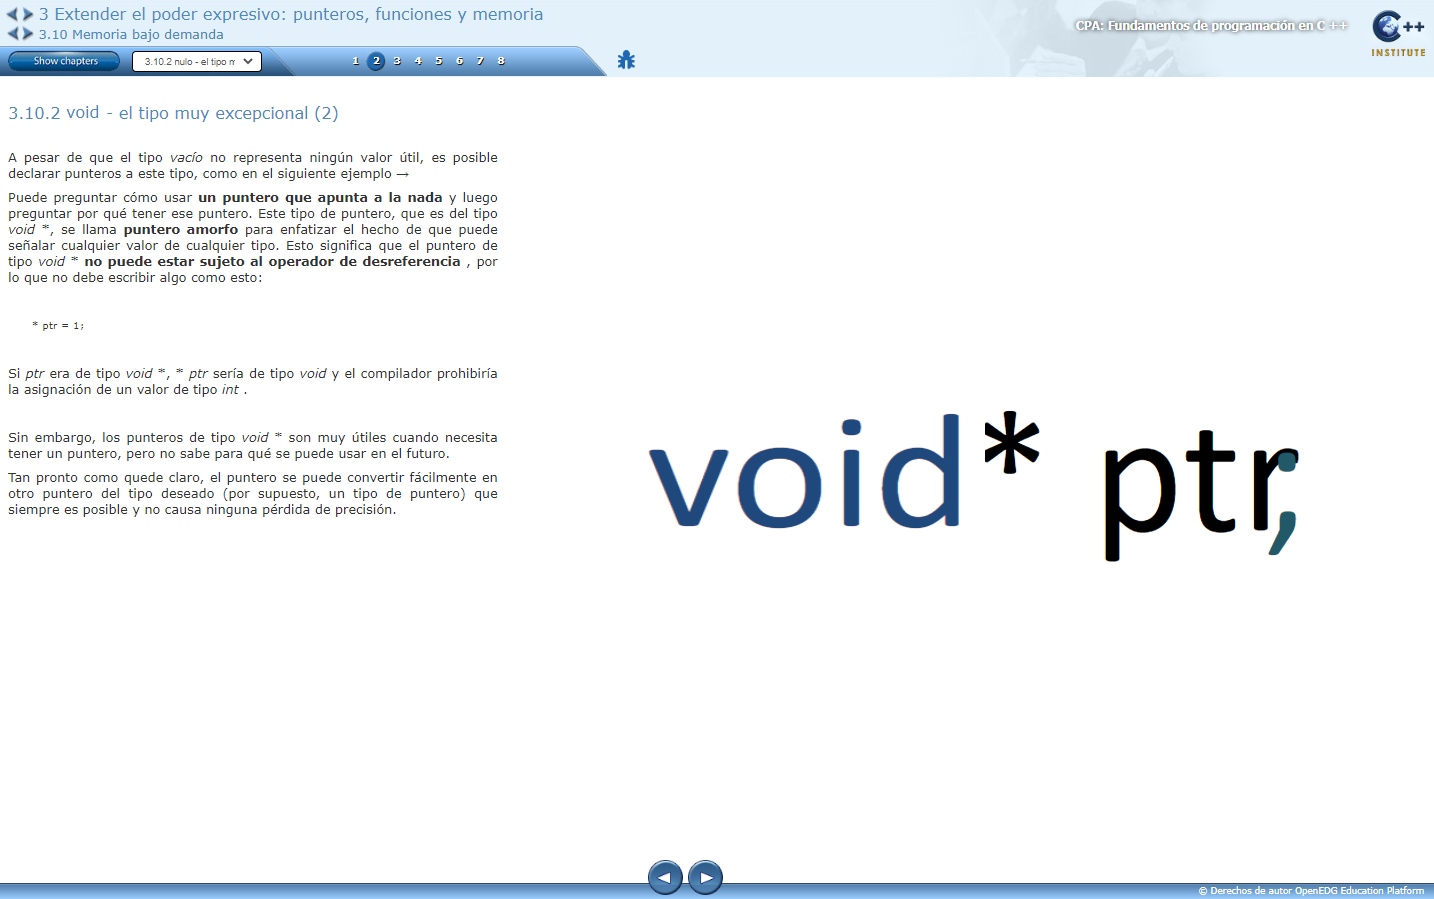 3 Extender el poder expresivo: punteros, funciones y memoria
3.10 Memoria bajo demanda
CPA: Fundamentos de programación en C ++
C++
INSTITUTE
Show chapters
3.10.2 nulo - el tipo m
1 2 3 4 5 6 7 8
3.10.2 void - el tipo muy excepcional (2)
A pesar de que el tipo vacío no representa ningún valor útil, es posible
declarar punteros a este tipo, como en el siguiente ejemplo →
Puede preguntar cómo usar un puntero que apunta a la nada y luego
preguntar por qué tener ese puntero. Este tipo de puntero, que es del tipo
void *, se llama puntero amorfo para enfatizar el hecho de que puede
señalar cualquier valor de cualquier tipo. Esto significa que el puntero de
tipo void * no puede estar sujeto al operador de desreferencia , por
lo que no debe escribir algo como esto:
* ptr = 1;
Si ptr era de tipo void *, * ptr sería de tipo void y el compilador prohibiría
la asignación de un valor de tipo int .
Sin embargo, los punteros de tipo void * son muy útiles cuando necesita
tener un puntero, pero no sabe para qué se puede usar en el futuro.
Tan pronto como quede claro, el puntero se puede convertir fácilmente en
otro puntero del tipo deseado (por supuesto, un tipo de puntero) que
siempre es posible y no causa ninguna pérdida de precisión.
void* ptr;
© Derechos de autor OpenEDG Education Platform